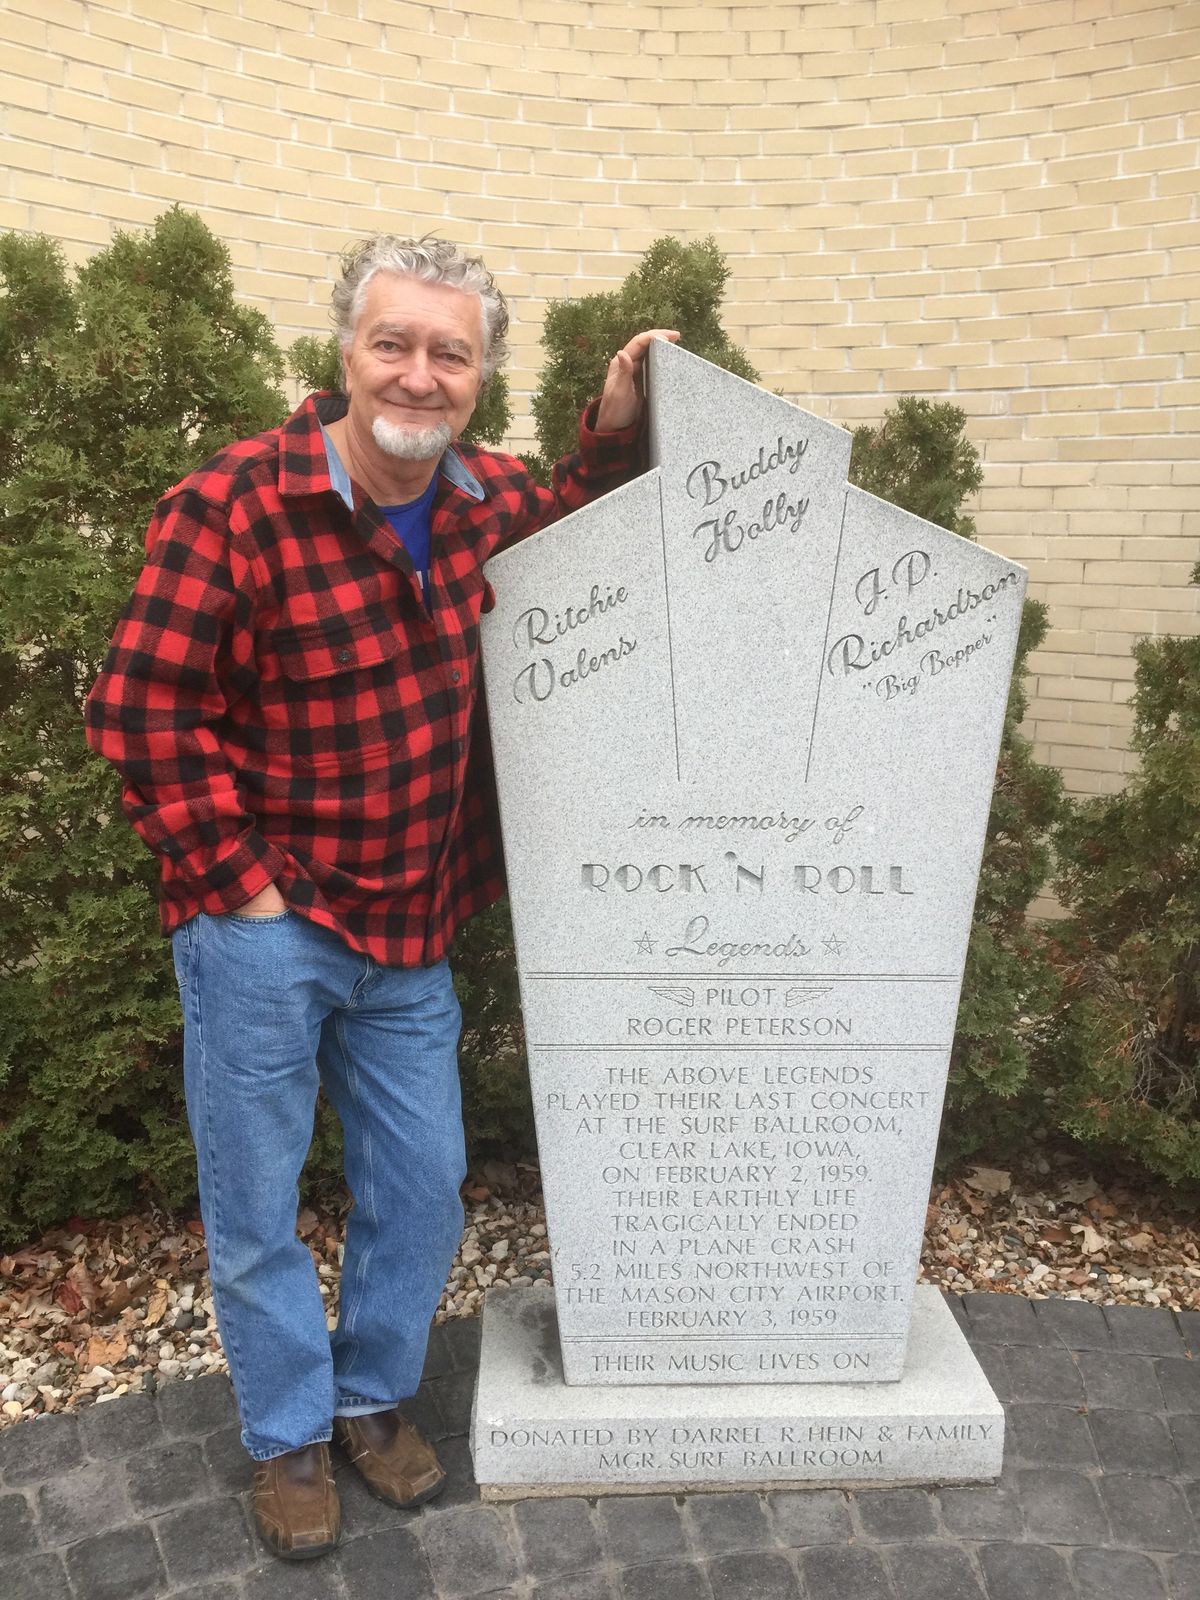 Buddy
Holly
Ritchie
Valens
J. P.
Richardson
"Big Bopper"
in memory of
ROCK 'N ROLL
☆ Legends ☆
PILOT
ROGER PETERSON
THE ABOVE LEGENDS
PLAYED THEIR LAST CONCERT
AT THE SURF BALLROOM,
CLEAR LAKE, IOWA,
ON FEBRUARY 2, 1959.
THEIR EARTHLY LIFE
TRAGICALLY ENDED
IN A PLANE CRASH
5.2 MILES NORTHWEST OF
THE MASON CITY AIRPORT.
FEBRUARY 3, 1959
THEIR MUSIC LIVES ON
DONATED BY DARREL R. HEIN & FAMILY
MGR. SURF BALLROOM